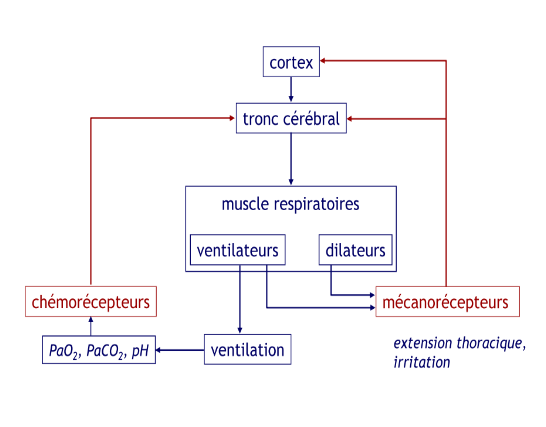 cortex
tronc cérébral
muscle respiratoires
ventilateurs
dilateurs
chémorécepteurs
mécanorécepteurs
PaO₂, PaCO₂, pH
ventilation
extension thoracique,
irritation